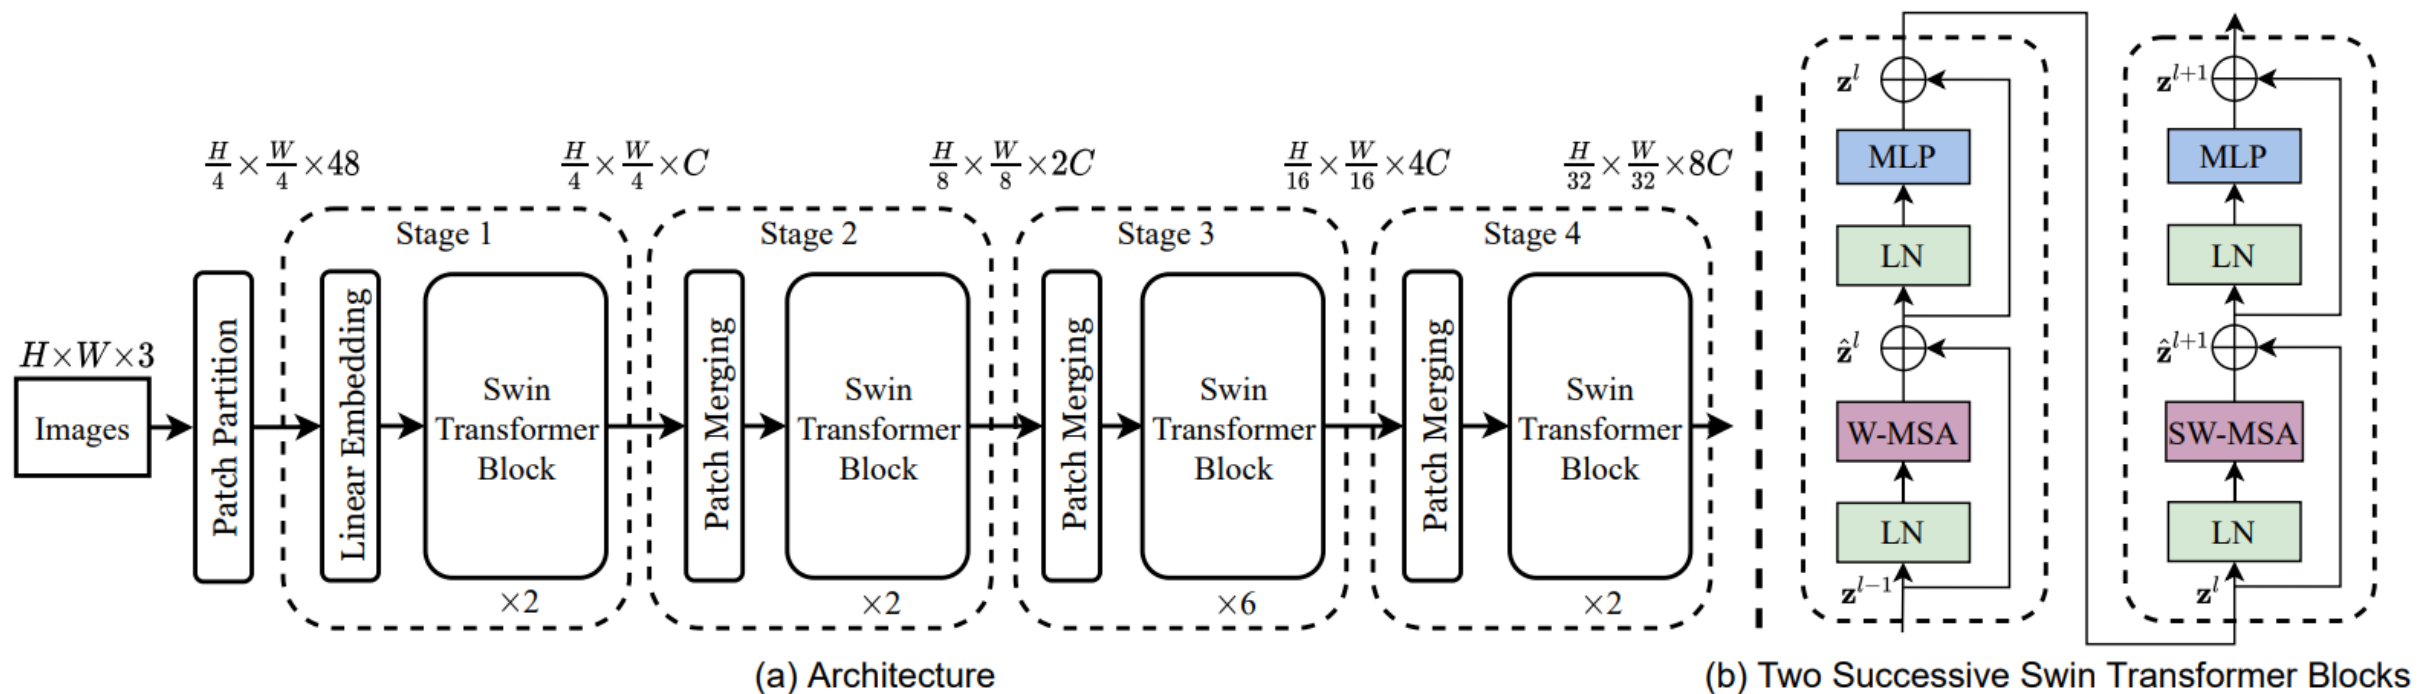 H/4 × W/4 × 48
H/4 × W/4 × C
H/8 × W/8 × 2C
H/16 × W/16 × 4C
H/32 × W/32 × 8C
Stage 1
Stage 2
Stage 3
Stage 4
H×W×3
Images
Patch Partition
Linear Embedding
Swin
Transformer
Block
×2
Patch Merging
Swin
Transformer
Block
×2
Patch Merging
Swin
Transformer
Block
×6
Patch Merging
Swin
Transformer
Block
×2
(a) Architecture
z^l
MLP
LN
ẑ^l
W-MSA
LN
z^{l−1}
z^{l+1}
MLP
LN
ẑ^{l+1}
SW-MSA
LN
z^l
(b) Two Successive Swin Transformer Blocks